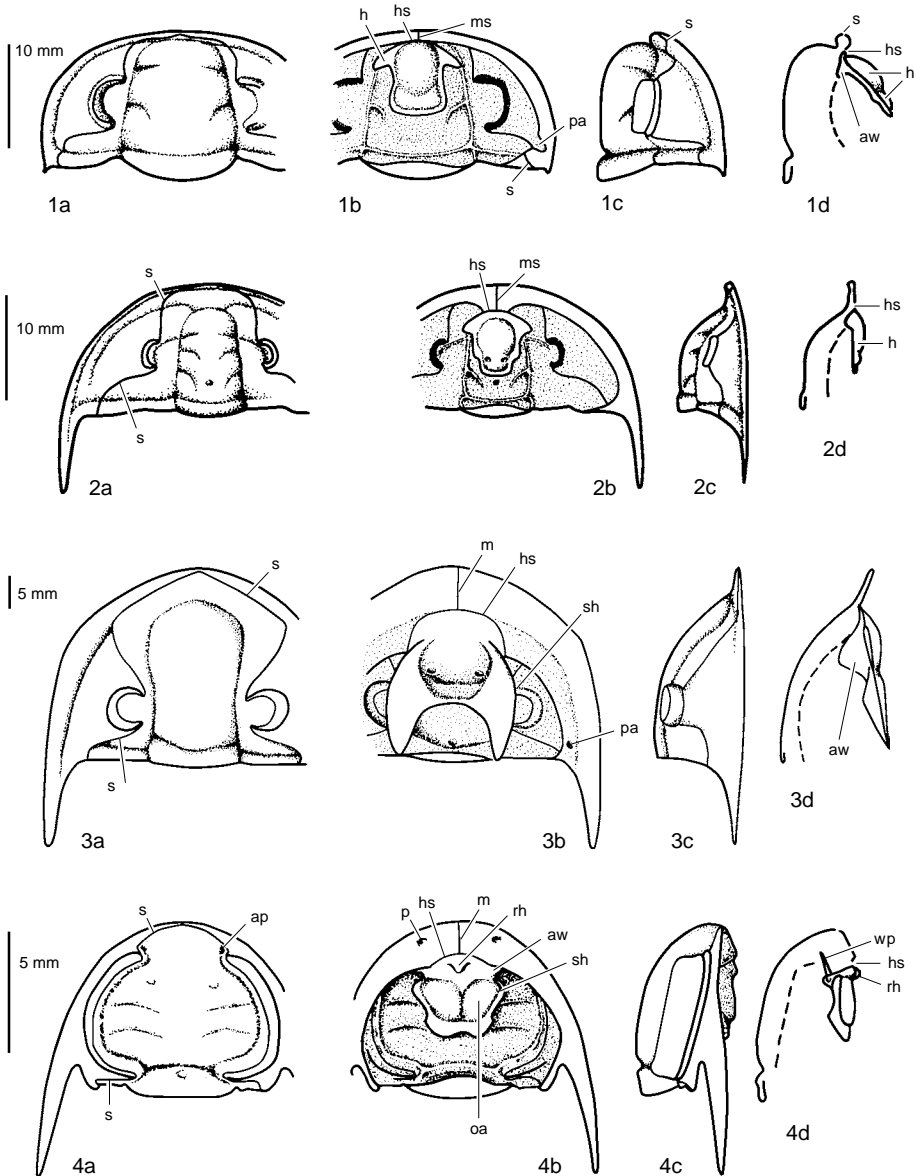 h hs ms s s
10 mm hs
h
pa aw
s
1a 1b 1c 1d
s hs ms
10 mm hs
h
s
2a 2b 2c 2d
s m hs
5 mm sh
pa aw
s
3a 3b 3c 3d
s ap p hs m rh wp
aw hs
5 mm sh rh
s oa
4a 4b 4c 4d